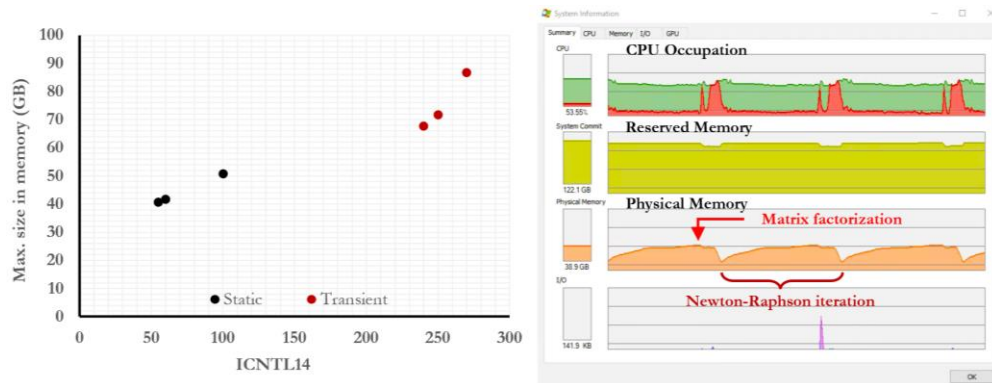 100
90
80
70
60
50
40
30
20
10
0
Max. size in memory (GB)
Static
Transient
0 50 100 150 200 250 300
ICNTL14
System Information
Summary CPU Memory I/O GPU
CPU
CPU Occupation
53.55%
System Commit
Reserved Memory
122.1 GB
Physical Memory
Physical Memory
Matrix factorization
38.9 GB
I/O
Newton-Raphson iteration
141.9 KB
OK